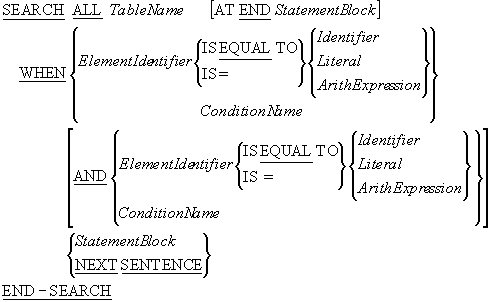 SEARCH ALL TableName [AT END StatementBlock]
Identifier
WHEN ElementIdentifier IS EQUAL TO Literal
IS = ArithExpression
ConditionName
Identifier
AND ElementIdentifier IS EQUAL TO Literal
IS = ArithExpression
ConditionName
StatementBlock
NEXT SENTENCE
END-SEARCH